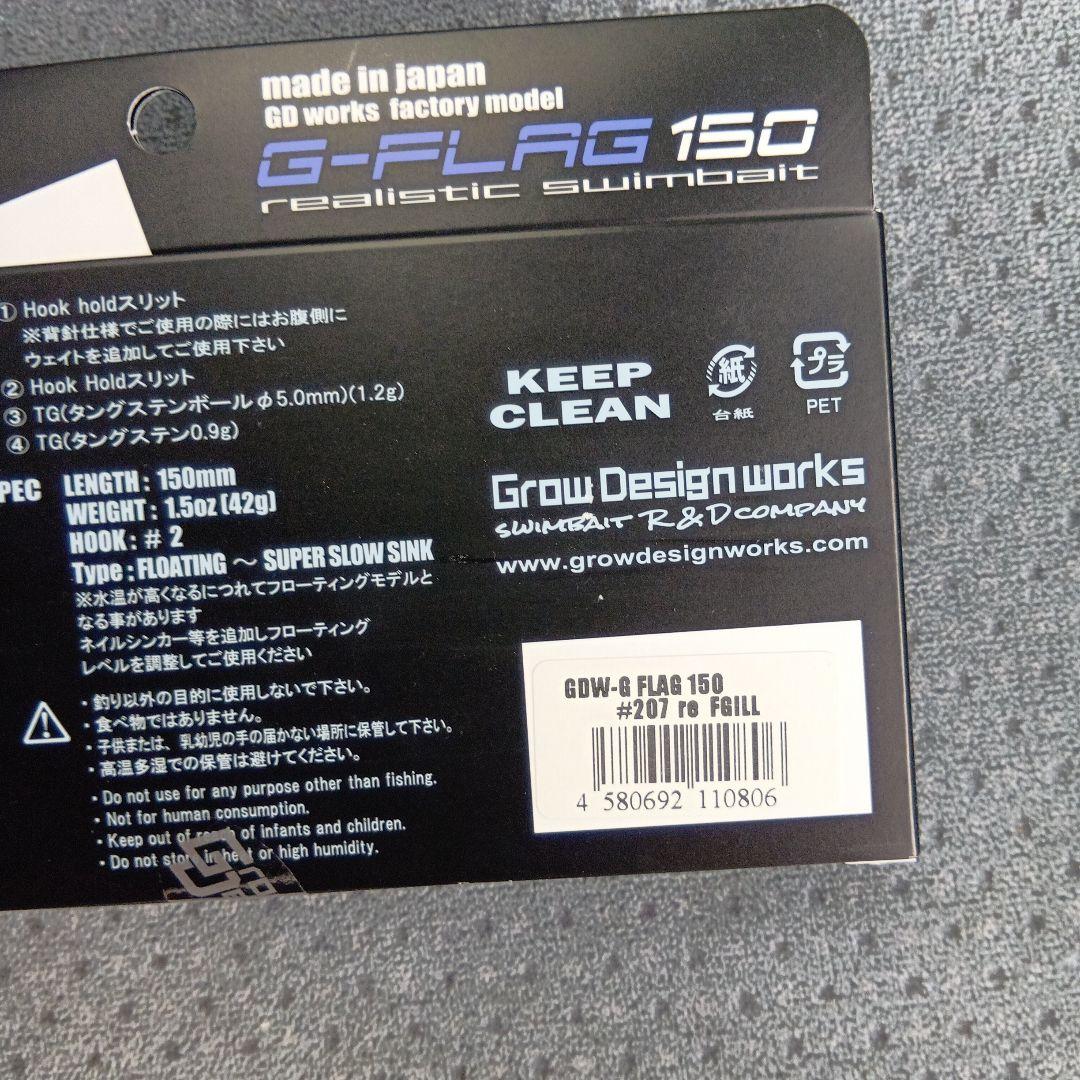 made in japan
GD works factory model
G-FLAG 150
realistic swimbait
① Hook holdスリット
※背針仕様でご使用の際にはお腹側に
ウェイトを追加してご使用下さい
② Hook Holdスリット
③ TG(タングステンボールφ5.0mm)(1.2g)
④ TG(タングステン0.9g)
KEEP
CLEAN
紙
台紙
プラ
PET
PEC
LENGTH : 150mm
WEIGHT : 1.5oz (42g)
HOOK : # 2
Type : FLOATING ～ SUPER SLOW SINK
※水温が高くなるにつれてフローティングモデルと
なる事があります
ネイルシンカー等を追加しフローティング
レベルを調整してご使用ください
Grow Design works
SWIMBAIT R&D COMPANY
www.growdesignworks.com
・釣り以外の目的に使用しないで下さい。
・食べ物ではありません。
・子供または、乳幼児の手の届かない場所に保管して下さい。
・高温多湿での保管は避けてください。
・Do not use for any purpose other than fishing.
・Not for human consumption.
・Keep out of of infants and children.
・Do not or high humidity.
GDW-G FLAG 150
#207 re FGILL
4 580692 110806